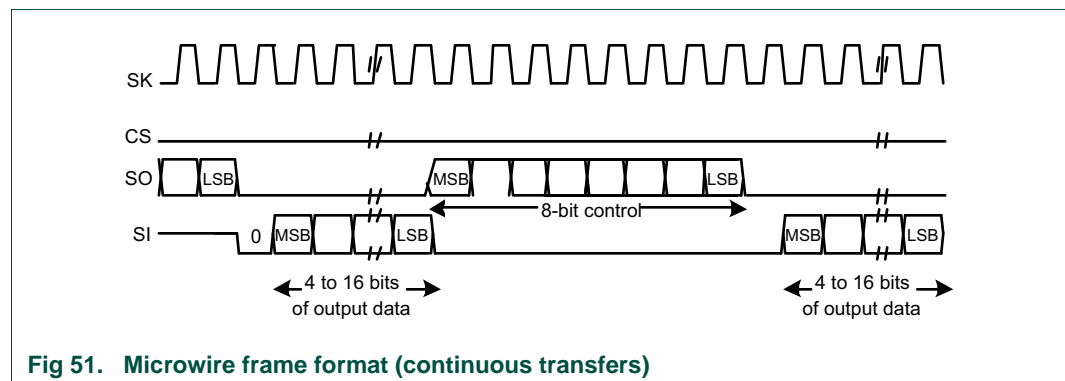 SK
CS
SO
LSB
MSB
LSB
8-bit control
SI
0
MSB
LSB
MSB
LSB
4 to 16 bits
of output data
4 to 16 bits
of output data
Fig 51. Microwire frame format (continuous transfers)